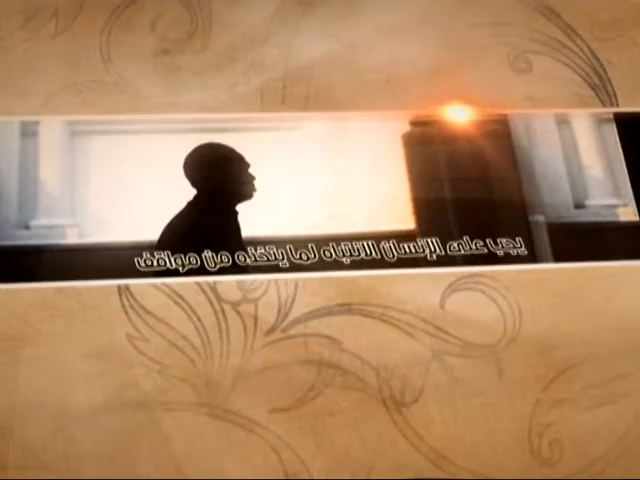 يجب على الإنسان الانتباه لما يتخذه من مواقف